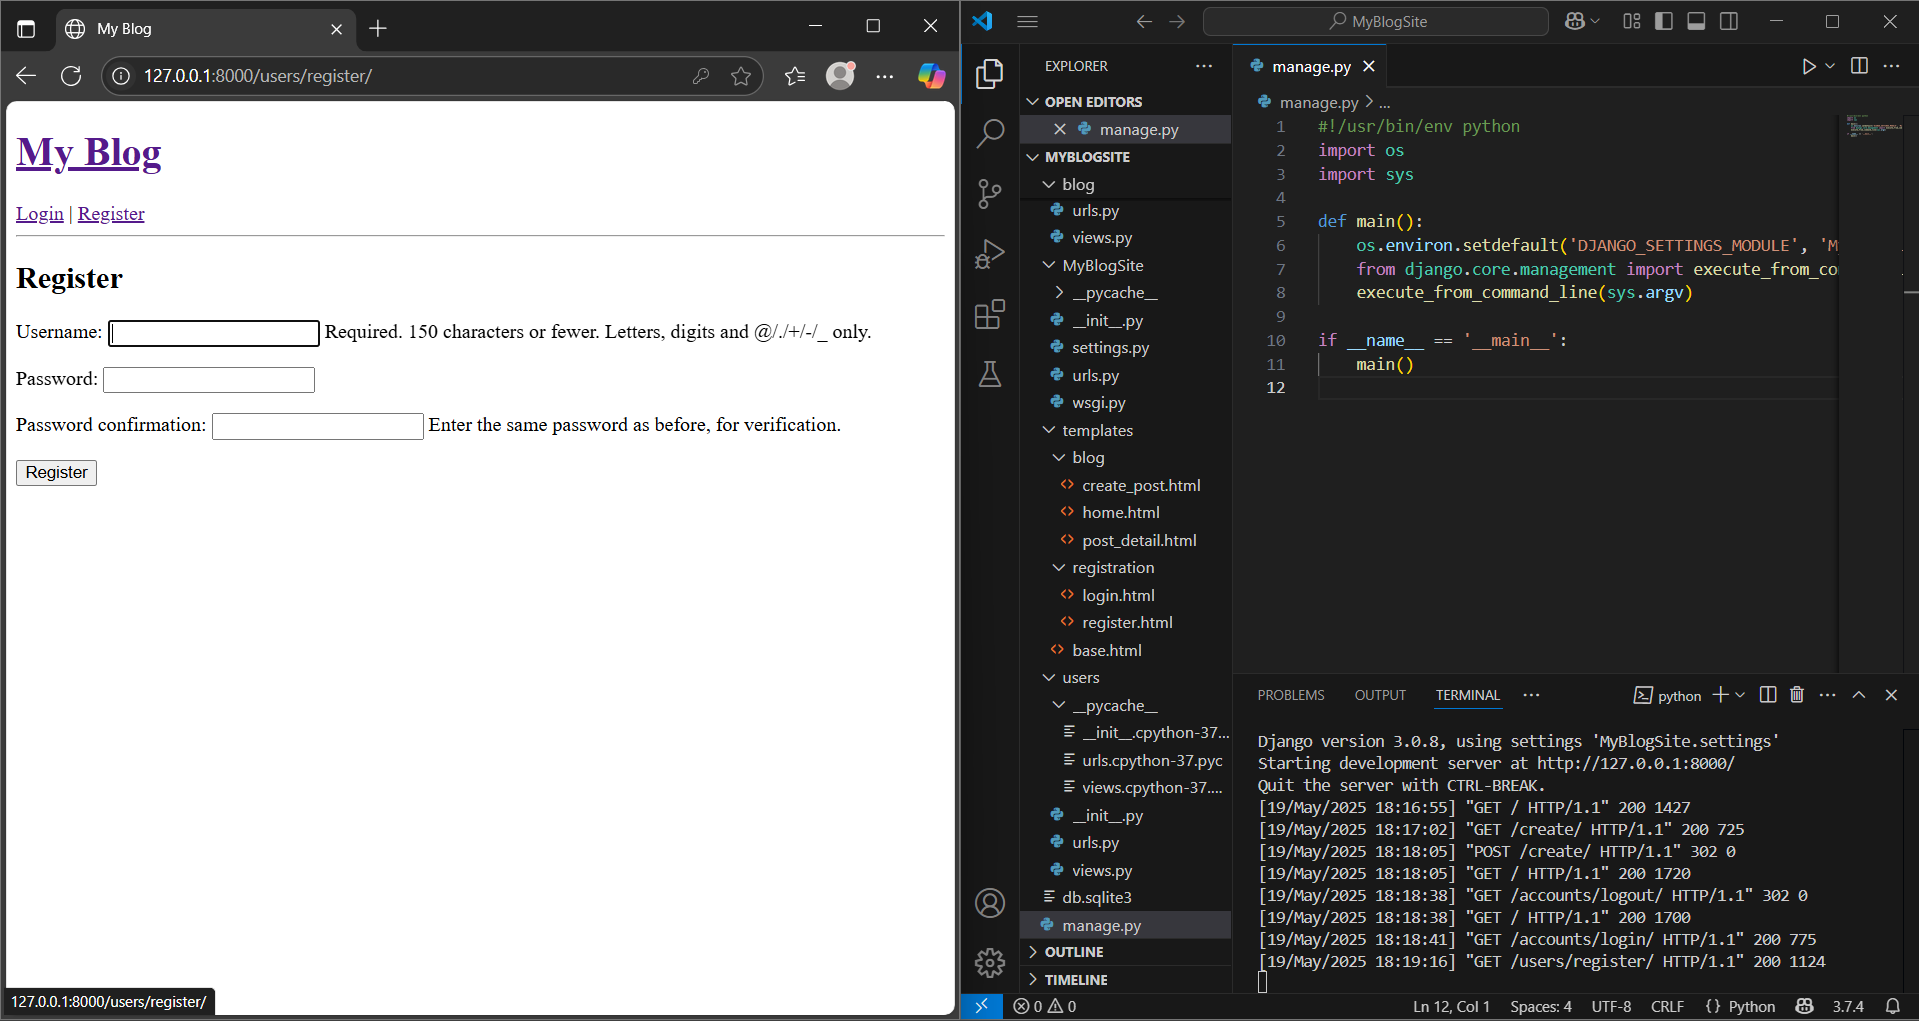 My Blog
127.0.0.1:8000/users/register/
My Blog
Login | Register
Register
Username: Required. 150 characters or fewer. Letters, digits and @/./+/-/_ only.
Password:
Password confirmation: Enter the same password as before, for verification.
Register
127.0.0.1:8000/users/register/
MyBlogSite
EXPLORER
OPEN EDITORS
manage.py
MYBLOGSITE
blog
urls.py
views.py
MyBlogSite
__pycache__
__init__.py
settings.py
urls.py
wsgi.py
templates
blog
create_post.html
home.html
post_detail.html
registration
login.html
register.html
base.html
users
__pycache__
__init__.cpython-37...
urls.cpython-37.pyc
views.cpython-37....
__init__.py
urls.py
views.py
db.sqlite3
manage.py
OUTLINE
TIMELINE
manage.py
manage.py > ...
1 #!/usr/bin/env python
2 import os
3 import sys
4
5 def main():
6 os.environ.setdefault('DJANGO_SETTINGS_MODULE', 'M
7 from django.core.management import execute_from_co
8 execute_from_command_line(sys.argv)
9
10 if __name__ == '__main__':
11 main()
12
PROBLEMS OUTPUT TERMINAL ... python
Django version 3.0.8, using settings 'MyBlogSite.settings'
Starting development server at http://127.0.0.1:8000/
Quit the server with CTRL-BREAK.
[19/May/2025 18:16:55] "GET / HTTP/1.1" 200 1427
[19/May/2025 18:17:02] "GET /create/ HTTP/1.1" 200 725
[19/May/2025 18:18:05] "POST /create/ HTTP/1.1" 302 0
[19/May/2025 18:18:05] "GET / HTTP/1.1" 200 1720
[19/May/2025 18:18:38] "GET /accounts/logout/ HTTP/1.1" 302 0
[19/May/2025 18:18:38] "GET / HTTP/1.1" 200 1700
[19/May/2025 18:18:41] "GET /accounts/login/ HTTP/1.1" 200 775
[19/May/2025 18:19:16] "GET /users/register/ HTTP/1.1" 200 1124
0 0 Ln 12, Col 1 Spaces: 4 UTF-8 CRLF {} Python 3.7.4